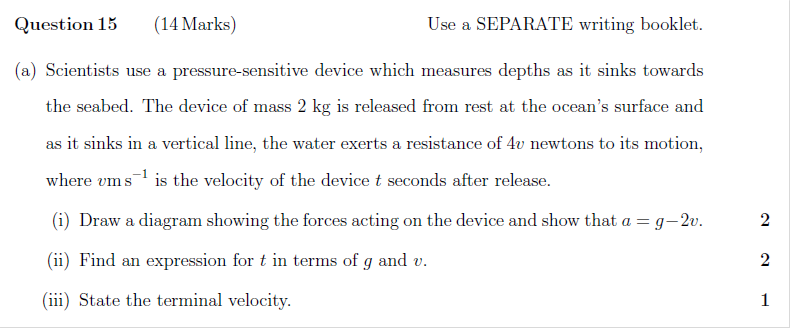 Question 15 (14 Marks) Use a SEPARATE writing booklet.
(a) Scientists use a pressure-sensitive device which measures depths as it sinks towards
the seabed. The device of mass 2 kg is released from rest at the ocean's surface and
as it sinks in a vertical line, the water exerts a resistance of 4v newtons to its motion,
where v m s⁻¹ is the velocity of the device t seconds after release.
(i) Draw a diagram showing the forces acting on the device and show that a = g−2v. 2
(ii) Find an expression for t in terms of g and v. 2
(iii) State the terminal velocity. 1